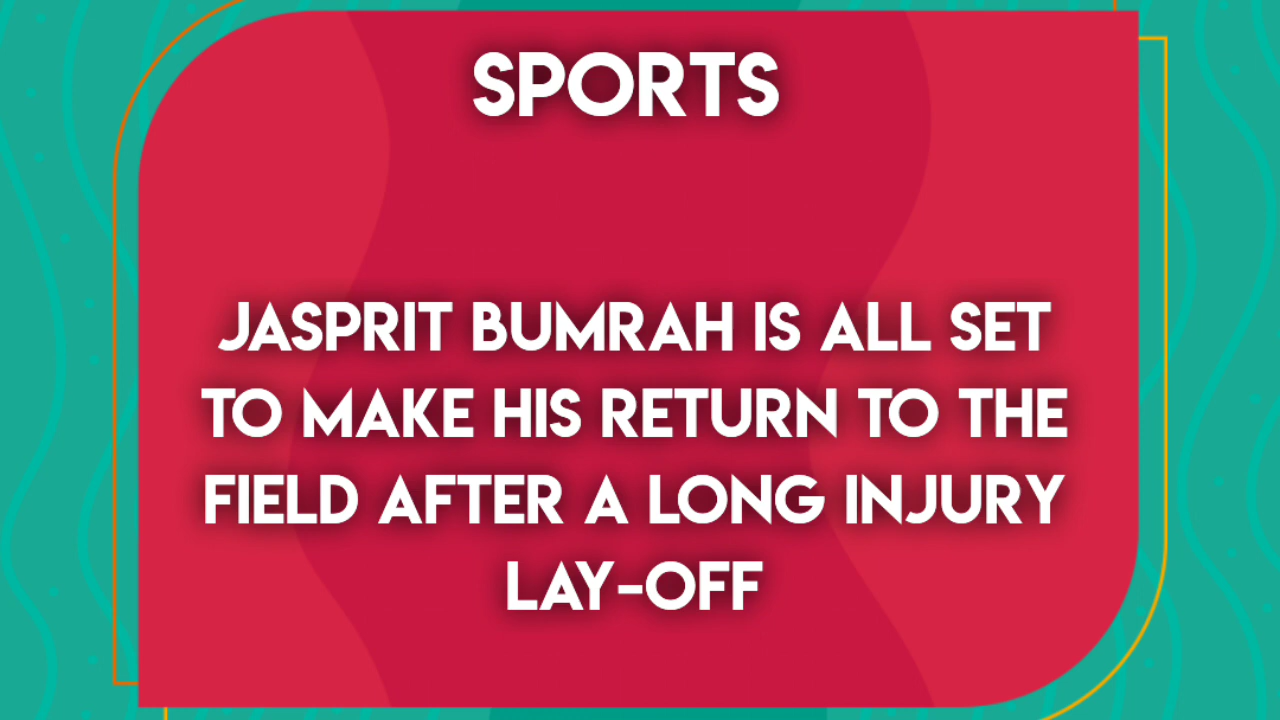 SPORTS
JASPRIT BUMRAH IS ALL SET
TO MAKE HIS RETURN TO THE
FIELD AFTER A LONG INJURY
LAY-OFF